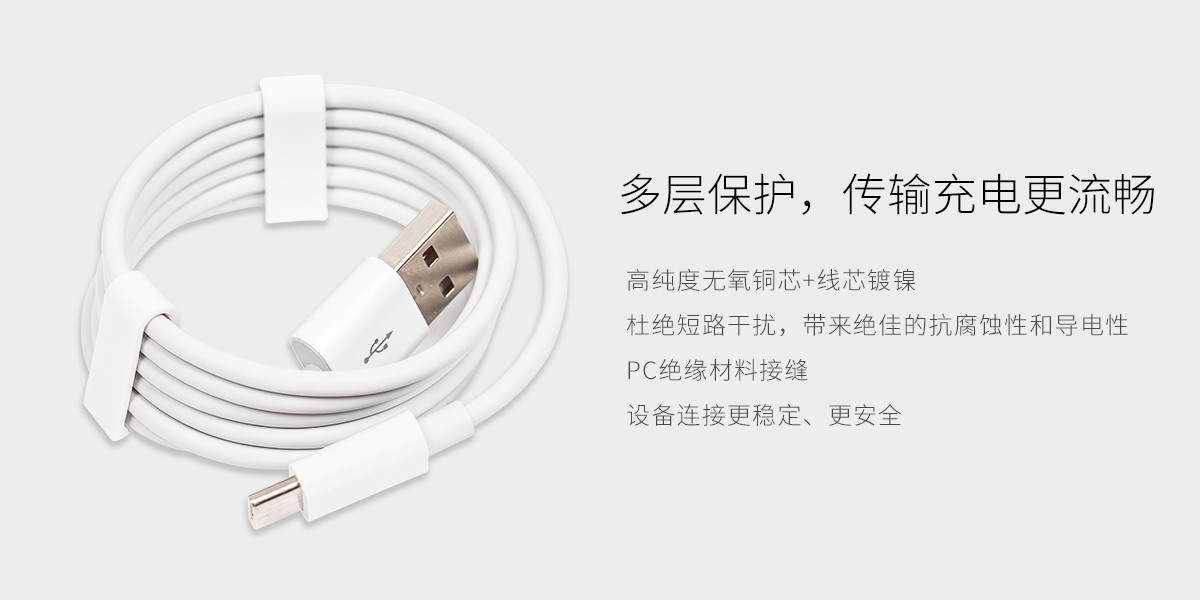 多层保护，传输充电更流畅
高纯度无氧铜芯+线芯镀镍
杜绝短路干扰，带来绝佳的抗腐蚀性和导电性
PC绝缘材料接缝
设备连接更稳定、更安全